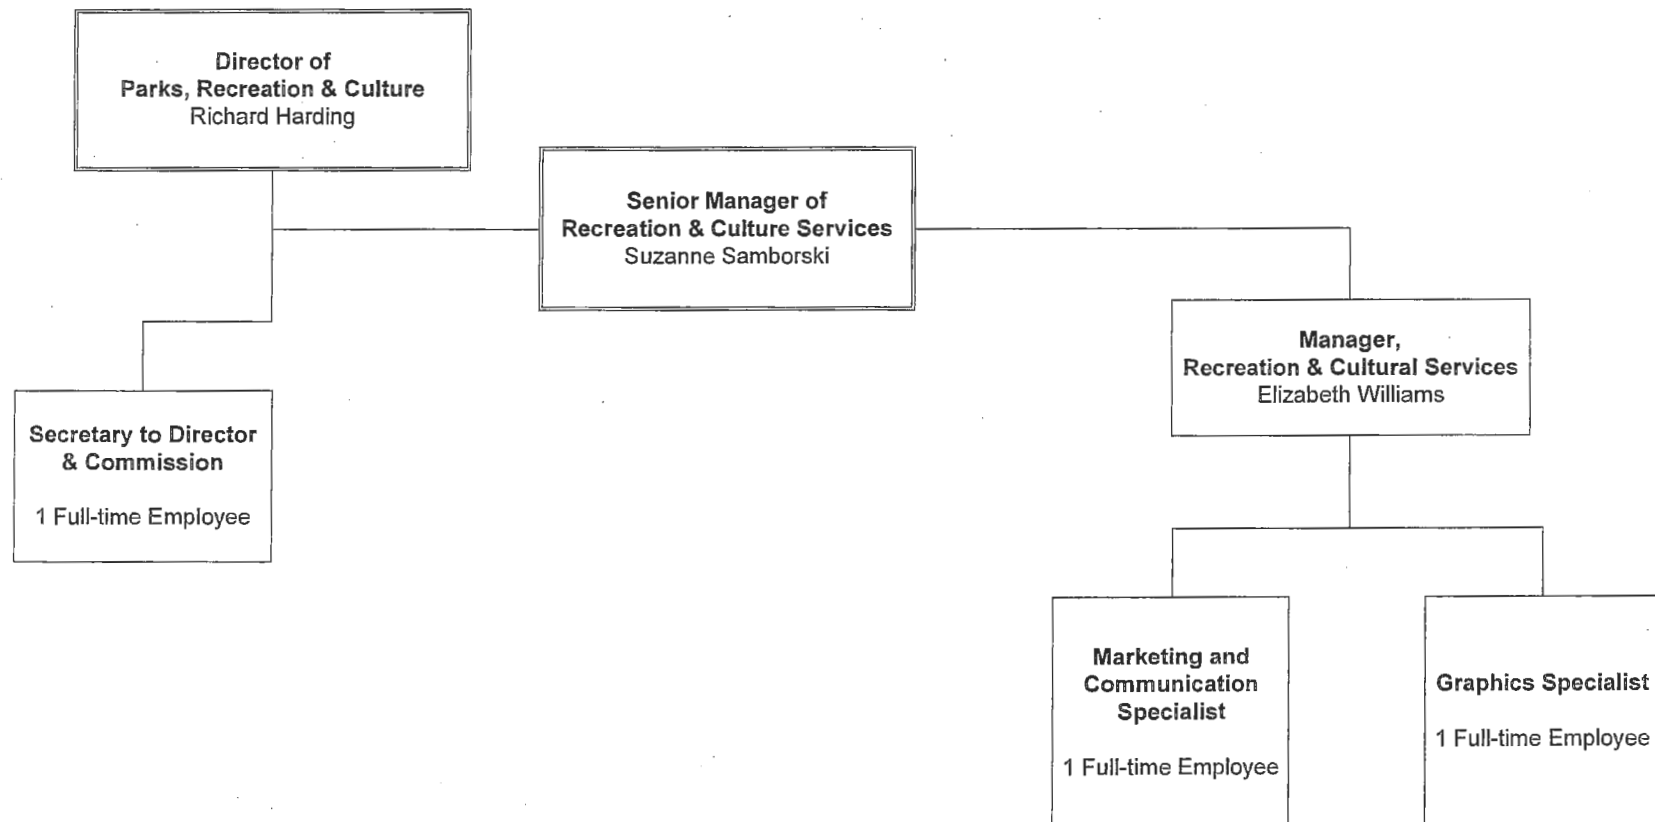 Director of
Parks, Recreation & Culture
Richard Harding
Senior Manager of
Recreation & Culture Services
Suzanne Samborski
Manager,
Recreation & Cultural Services
Elizabeth Williams
Secretary to Director
& Commission
1 Full-time Employee
Marketing and
Communication
Specialist
1 Full-time Employee
Graphics Specialist
1 Full-time Employee